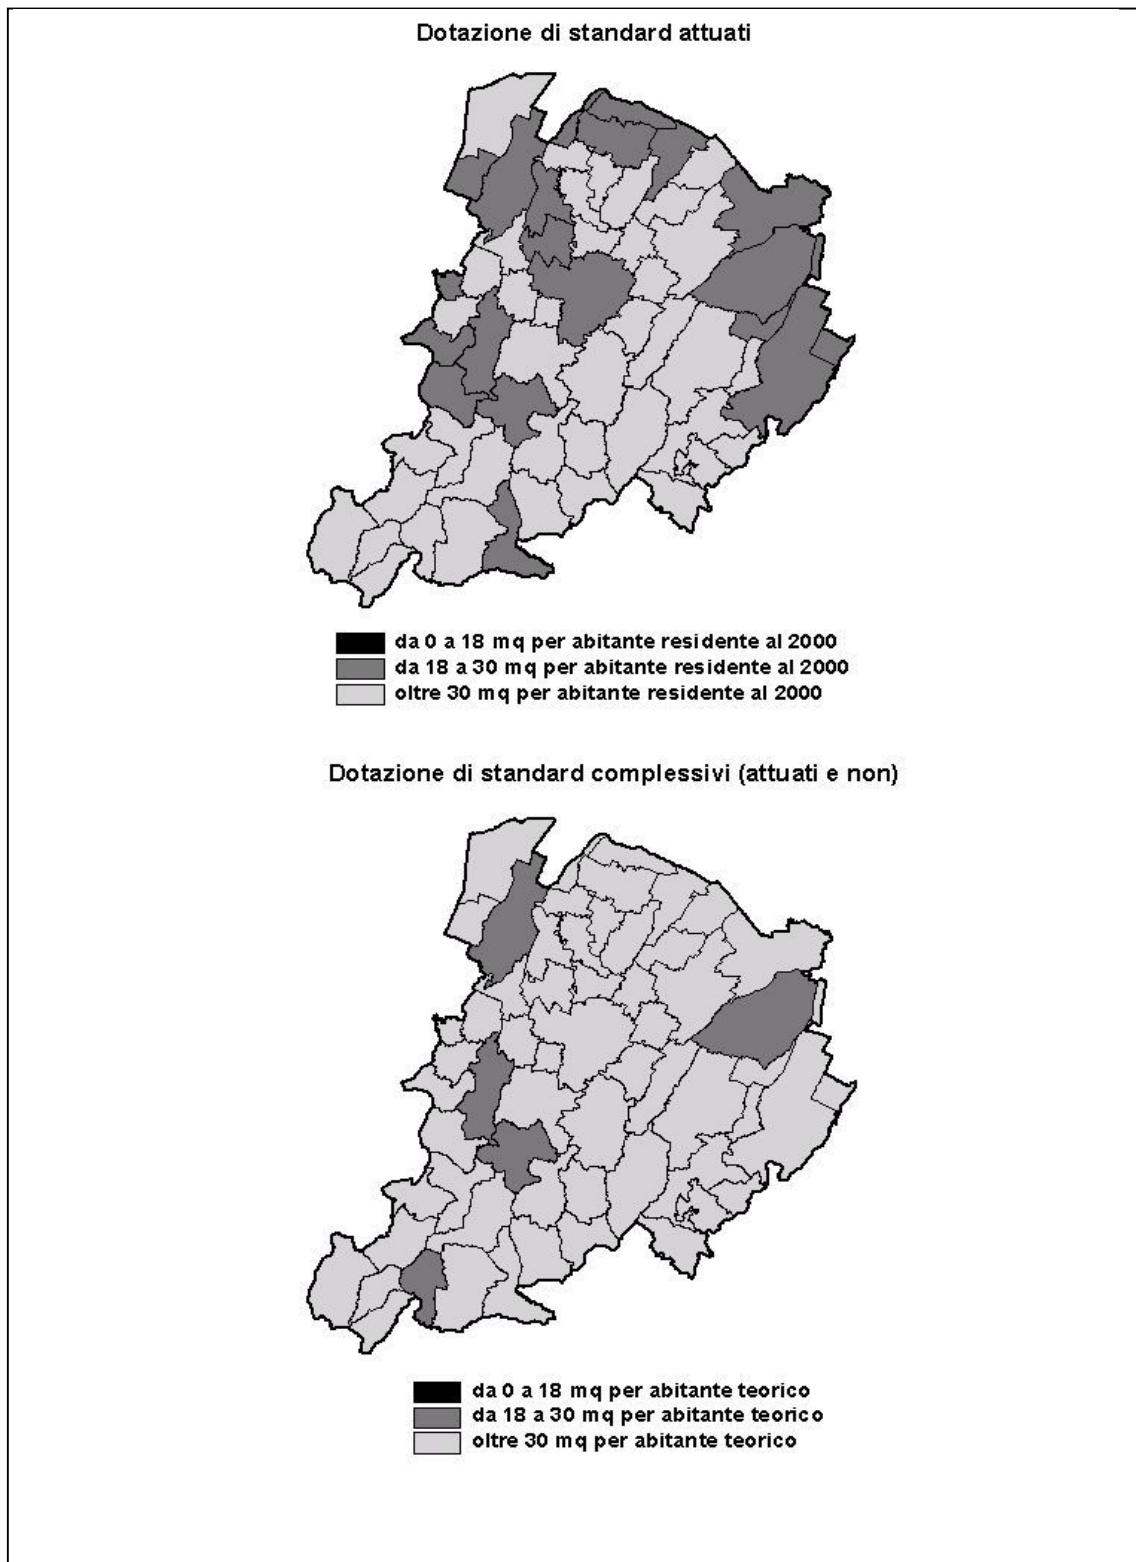 Dotazione di standard attuati
da 0 a 18 mq per abitante residente al 2000
da 18 a 30 mq per abitante residente al 2000
oltre 30 mq per abitante residente al 2000
Dotazione di standard complessivi (attuati e non)
da 0 a 18 mq per abitante teorico
da 18 a 30 mq per abitante teorico
oltre 30 mq per abitante teorico